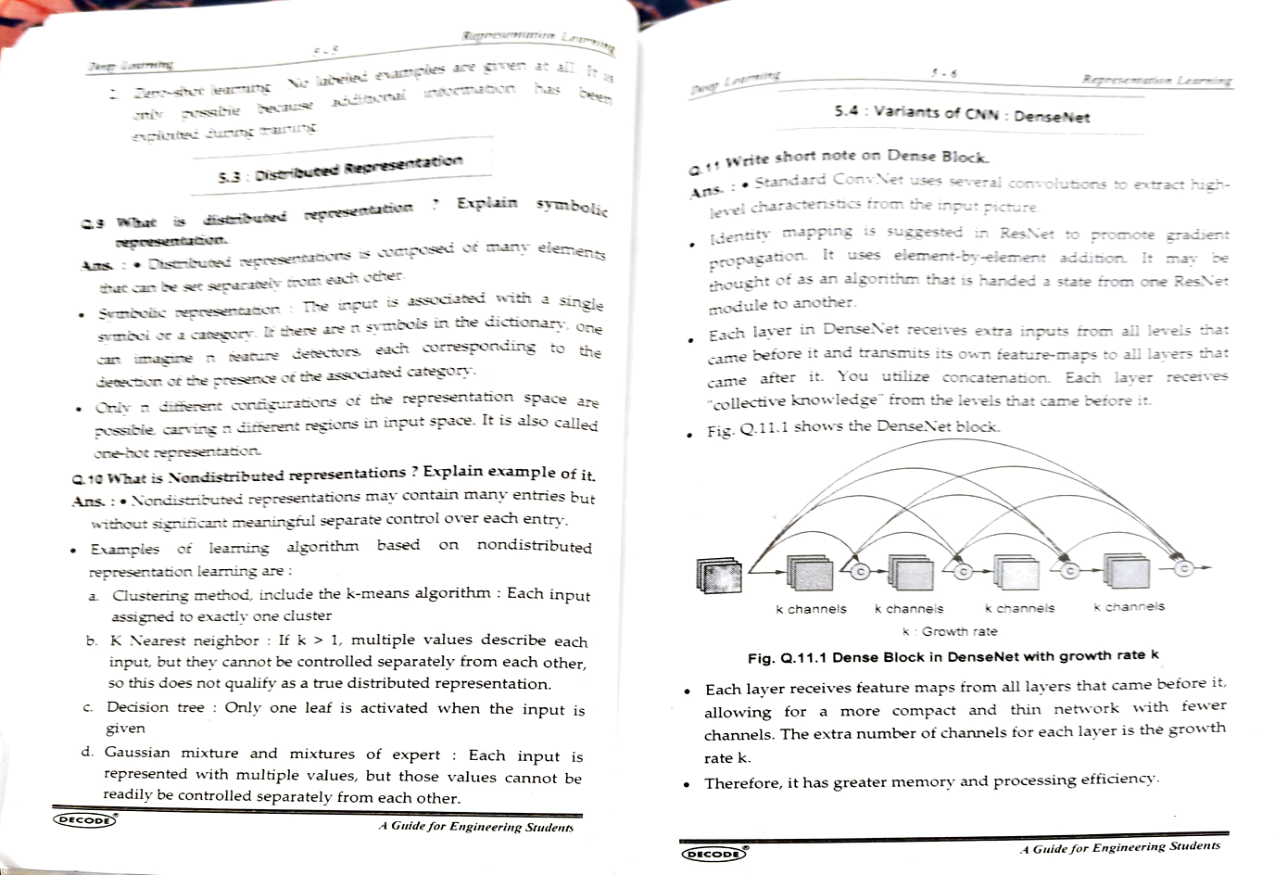 Deep Learning
5 - 5
Representation Learning
2. Zero-shot learning : No labeled examples are given at all. It is
only possible because additional information has been
exploited during training
5.3 : Distributed Representation
Q.9 What is distributed representation ? Explain symbolic
representation.
Ans. : • Distributed representations is composed of many elements
that can be set separately from each other.
• Symbolic representation : The input is associated with a single
symbol or a category. If there are n symbols in the dictionary, one
can imagine n feature detectors, each corresponding to the
detection of the presence of the associated category.
• Only n different configurations of the representation space are
possible, carving n different regions in input space. It is also called
one-hot representation.
Q.10 What is Nondistributed representations ? Explain example of it.
Ans. : • Nondistributed representations may contain many entries but
without significant meaningful separate control over each entry.
• Examples of learning algorithm based on nondistributed
representation learning are :
a. Clustering method, include the k-means algorithm : Each input
assigned to exactly one cluster
b. K Nearest neighbor : If k > 1, multiple values describe each
input, but they cannot be controlled separately from each other,
so this does not qualify as a true distributed representation.
c. Decision tree : Only one leaf is activated when the input is
given
d. Gaussian mixture and mixtures of expert : Each input is
represented with multiple values, but those values cannot be
readily be controlled separately from each other.
DECODE®
A Guide for Engineering Students
Deep Learning
5 - 6
Representation Learning
5.4 : Variants of CNN : DenseNet
Q.11 Write short note on Dense Block.
Ans. : • Standard ConvNet uses several convolutions to extract high-
level characteristics from the input picture.
• Identity mapping is suggested in ResNet to promote gradient
propagation. It uses element-by-element addition. It may be
thought of as an algorithm that is handed a state from one ResNet
module to another.
• Each layer in DenseNet receives extra inputs from all levels that
came before it and transmits its own feature-maps to all layers that
came after it. You utilize concatenation. Each layer receives
"collective knowledge" from the levels that came before it.
• Fig. Q.11.1 shows the DenseNet block.
C C C C
k channels k channels k channels k channels
k : Growth rate
Fig. Q.11.1 Dense Block in DenseNet with growth rate k
• Each layer receives feature maps from all layers that came before it,
allowing for a more compact and thin network with fewer
channels. The extra number of channels for each layer is the growth
rate k.
• Therefore, it has greater memory and processing efficiency.
DECODE®
A Guide for Engineering Students